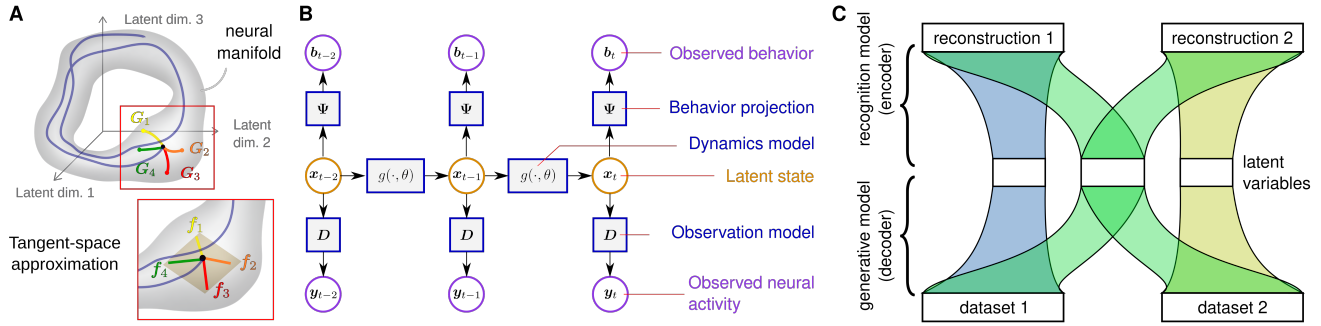 A
Latent dim. 3
neural
manifold
G₁
Latent
dim. 2
G₂
G₄
G₃
Latent dim. 1
Tangent-space
approximation
f₁
f₄
f₂
f₃
B
bₜ₋₂
bₜ₋₁
bₜ
Observed behavior
Ψ
Ψ
Ψ
Behavior projection
Dynamics model
xₜ₋₂
g(·, θ)
xₜ₋₁
g(·, θ)
xₜ
Latent state
D
D
D
Observation model
yₜ₋₂
yₜ₋₁
yₜ
Observed neural
activity
C
recognition model
(encoder)
generative model
(decoder)
reconstruction 1
reconstruction 2
latent
variables
dataset 1
dataset 2